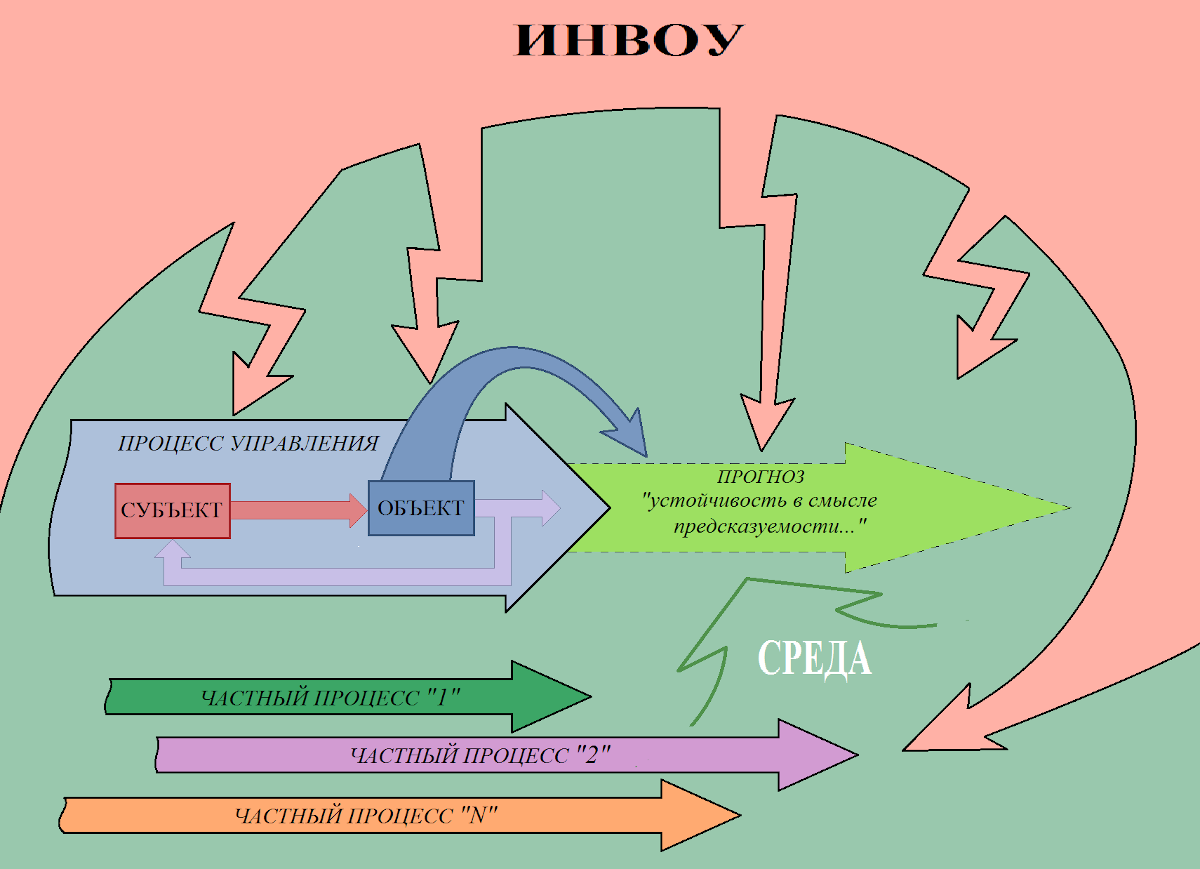 ИНВОУ
ПРОЦЕСС УПРАВЛЕНИЯ
СУБЪЕКТ
ОБЪЕКТ
ПРОГНОЗ
"устойчивость в смысле
предсказуемости..."
СРЕДА
ЧАСТНЫЙ ПРОЦЕСС "1"
ЧАСТНЫЙ ПРОЦЕСС "2"
ЧАСТНЫЙ ПРОЦЕСС "N"